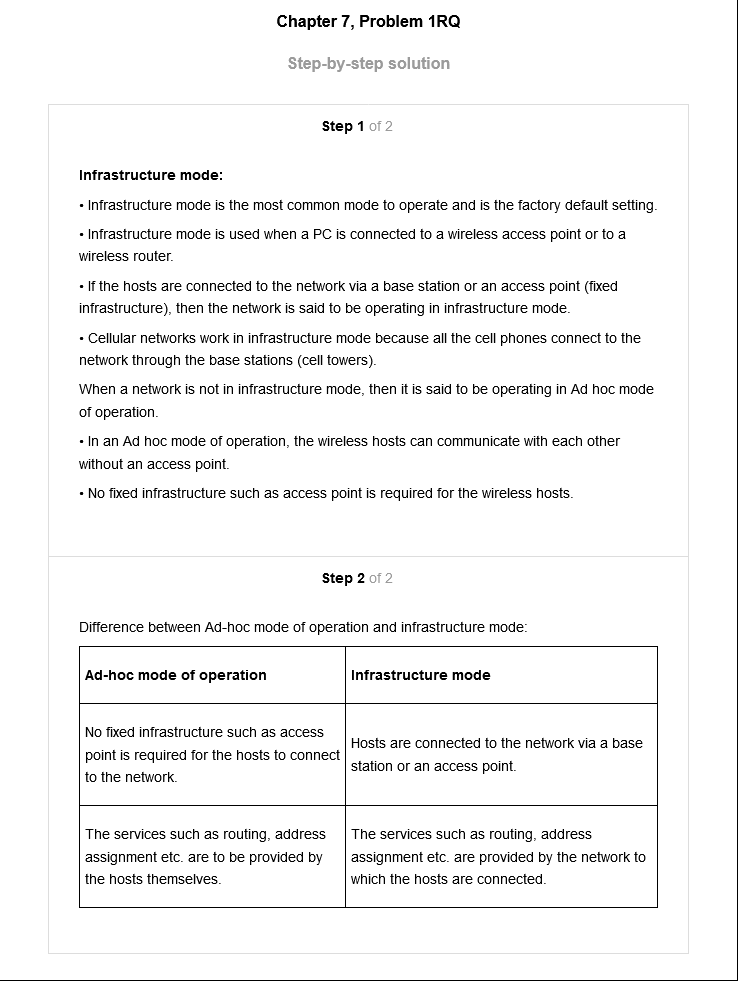 Chapter 7, Problem 1RQ
Step-by-step solution
Step 1 of 2
Infrastructure mode:
• Infrastructure mode is the most common mode to operate and is the factory default setting.
• Infrastructure mode is used when a PC is connected to a wireless access point or to a
wireless router.
• If the hosts are connected to the network via a base station or an access point (fixed
infrastructure), then the network is said to be operating in infrastructure mode.
• Cellular networks work in infrastructure mode because all the cell phones connect to the
network through the base stations (cell towers).
When a network is not in infrastructure mode, then it is said to be operating in Ad hoc mode
of operation.
• In an Ad hoc mode of operation, the wireless hosts can communicate with each other
without an access point.
• No fixed infrastructure such as access point is required for the wireless hosts.
Step 2 of 2
Difference between Ad-hoc mode of operation and infrastructure mode:
Ad-hoc mode of operation
Infrastructure mode
No fixed infrastructure such as access
point is required for the hosts to connect
to the network.
Hosts are connected to the network via a base
station or an access point.
The services such as routing, address
assignment etc. are to be provided by
the hosts themselves.
The services such as routing, address
assignment etc. are provided by the network to
which the hosts are connected.